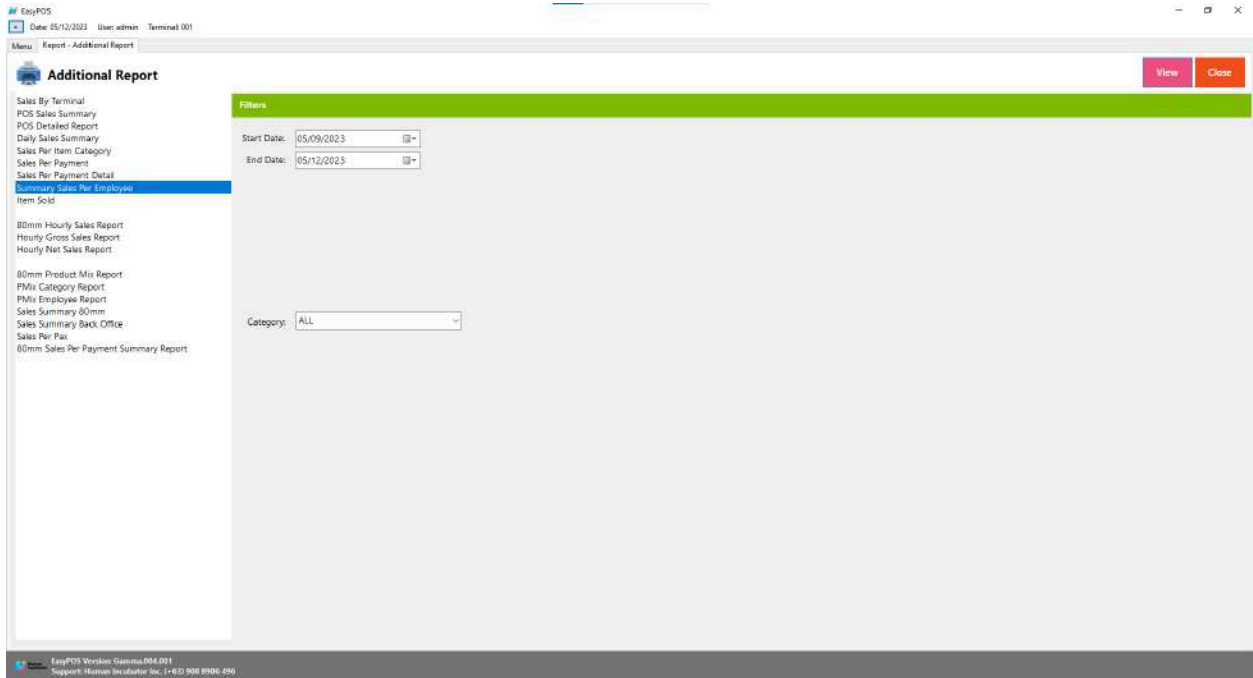 EasyPOS
Date: 05/12/2023 User: admin Terminal: 001
Menu Report - Additional Report
Additional Report
View Close
Sales By Terminal
POS Sales Summary
POS Detailed Report
Daily Sales Summary
Sales Per Item Category
Sales Per Payment
Sales Per Payment Detail
Summary Sales Per Employee
Item Sold
80mm Hourly Sales Report
Hourly Gross Sales Report
Hourly Net Sales Report
80mm Product Mix Report
PMix Category Report
PMix Employee Report
Sales Summary 80mm
Sales Summary Back Office
Sales Per Pax
80mm Sales Per Payment Summary Report
Filters
Start Date: 05/09/2023
End Date: 05/12/2023
Category: ALL
EasyPOS Version: Gamma.004.001
Support: Human Incubator Inc. (+63) 908 8906 496